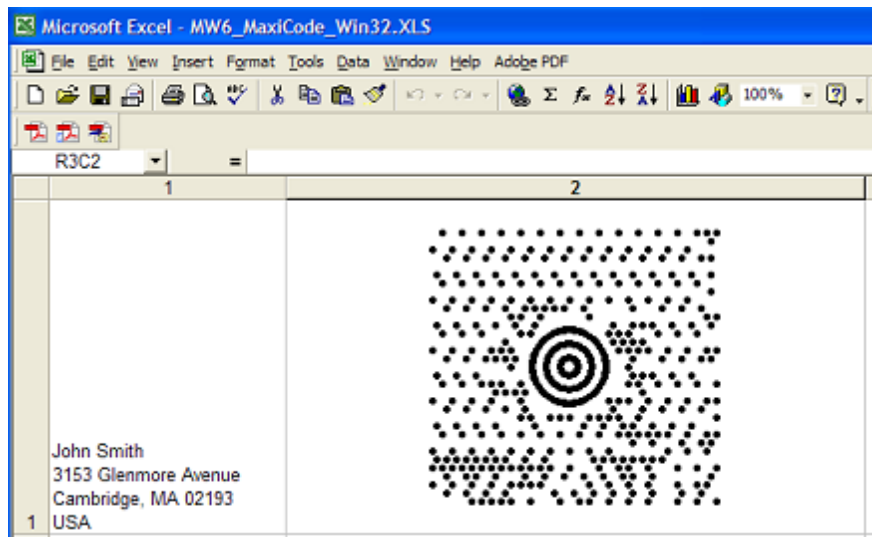 Microsoft Excel - MW6_MaxiCode_Win32.XLS
File Edit View Insert Format Tools Data Window Help Adobe PDF
100%
R3C2 =
1 2
John Smith
3153 Glenmore Avenue
Cambridge, MA 02193
1 USA